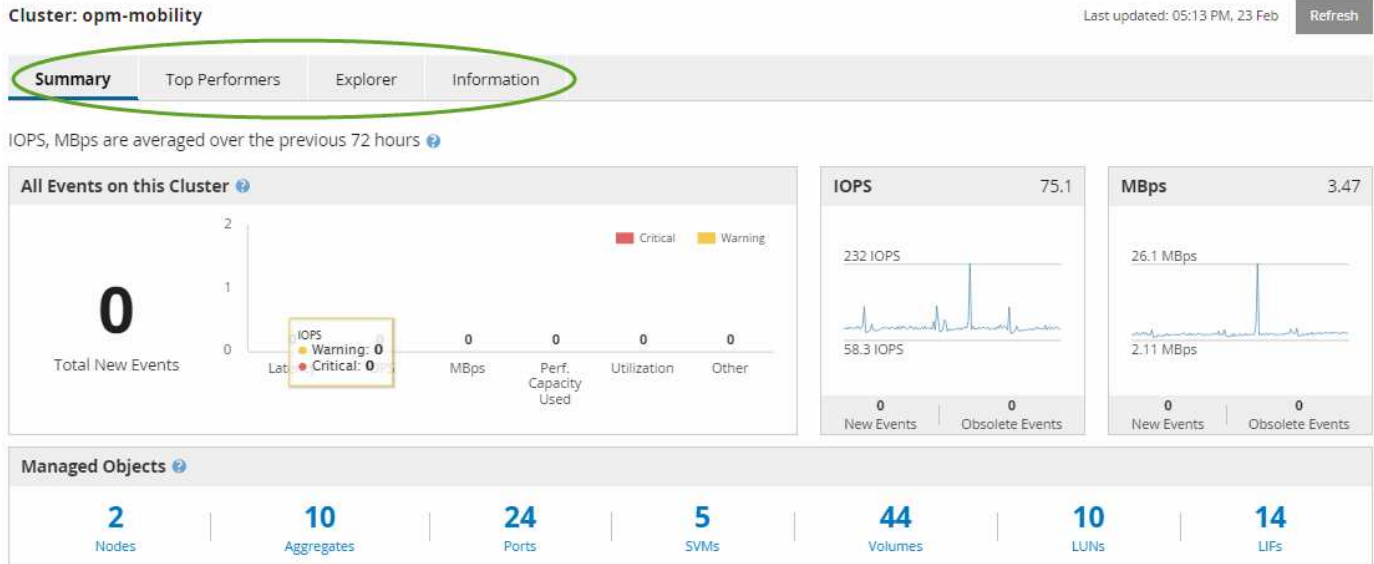 Cluster: opm-mobility
Last updated: 05:13 PM, 23 Feb Refresh
Summary Top Performers Explorer Information
IOPS, MBps are averaged over the previous 72 hours
All Events on this Cluster
2
Critical Warning
1
0
Total New Events
0
IOPS
Warning: 0
Critical: 0
0 0 0 0
Lat MBps Perf. Capacity Used Utilization Other
IOPS 75.1
232 IOPS
58.3 IOPS
0 New Events 0 Obsolete Events
MBps 3.47
26.1 MBps
2.11 MBps
0 New Events 0 Obsolete Events
Managed Objects
2 10 24 5 44 10 14
Nodes Aggregates Ports SVMs Volumes LUNs LIFs